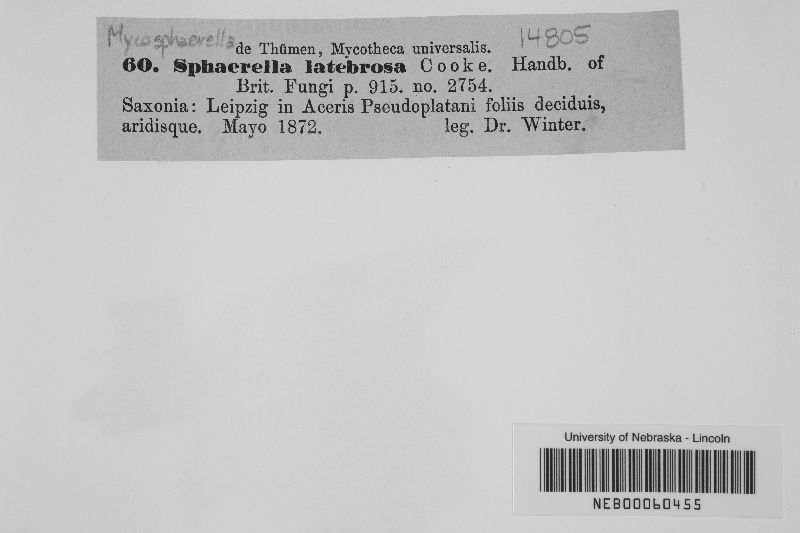 Mycosphaerella
14805
de Thümen, Mycotheca universalis.
60. Sphaerella latebrosa Cooke. Handb. of
Brit. Fungi p. 915. no. 2754.
Saxonia: Leipzig in Aceris Pseudoplatani foliis deciduis,
aridisque. Mayo 1872. leg. Dr. Winter.
University of Nebraska - Lincoln
NEB00060455